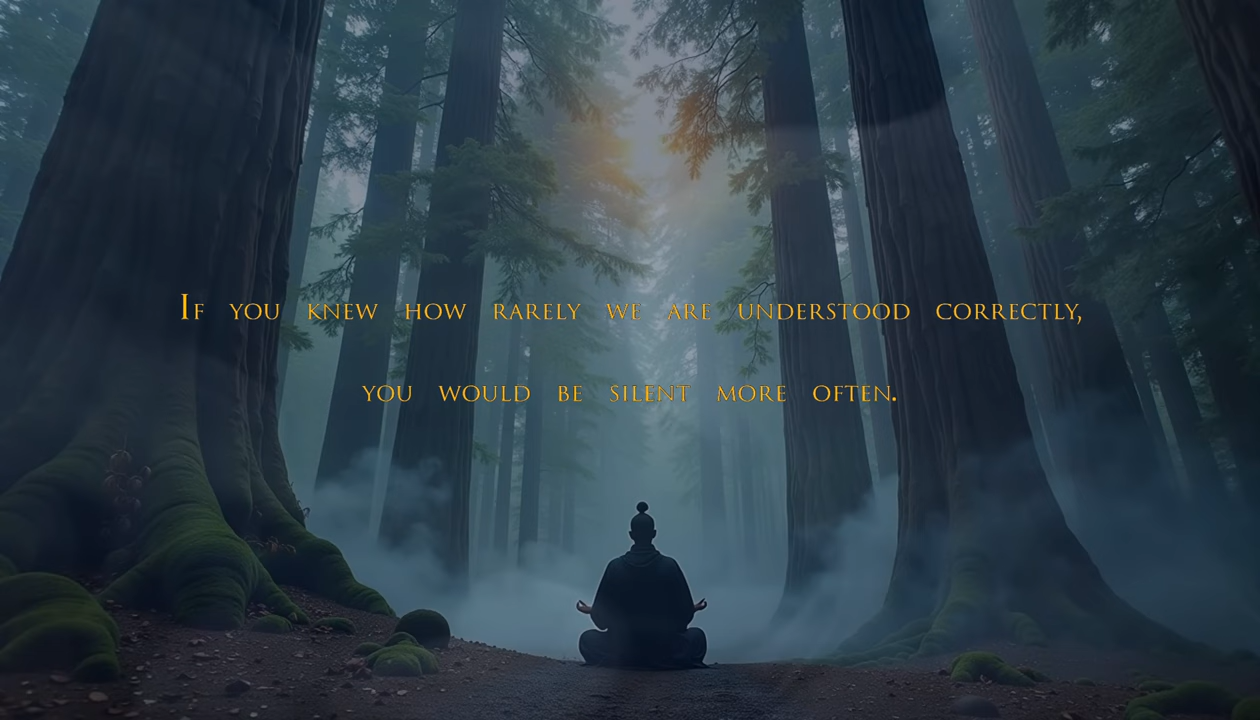 If you knew how rarely we are understood correctly,
you would be silent more often.